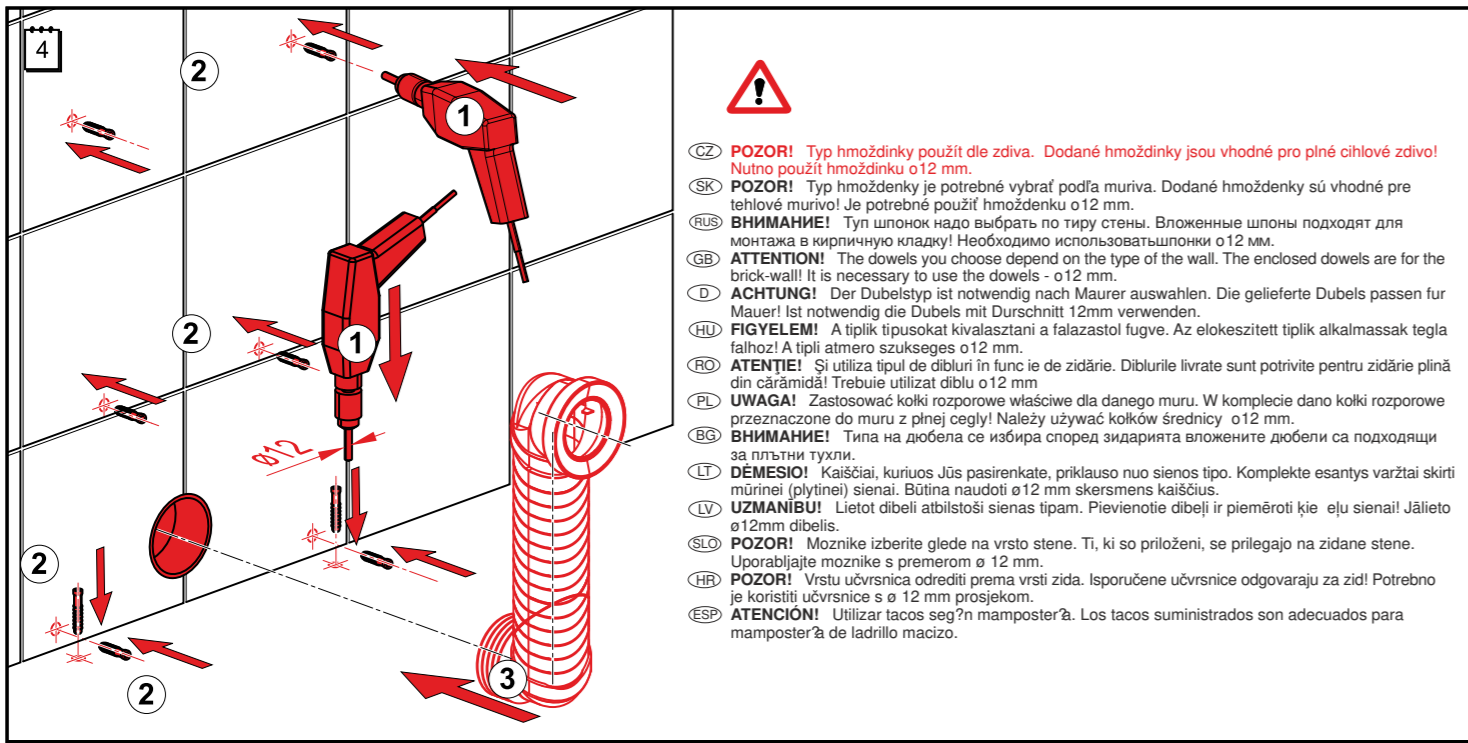 4
2
1
2
1
ø12
2
2
3
CZ POZOR! Typ hmoždinky použít dle zdiva. Dodané hmoždinky jsou vhodné pro plné cihlové zdivo!
Nutno použít hmoždinku o12 mm.
SK POZOR! Typ hmoždenky je potrebné vybrať podľa muriva. Dodané hmoždenky sú vhodné pre
tehlové murivo! Je potrebné použiť hmoždenku o12 mm.
RUS ВНИМАНИЕ! Туп шпонок надо выбрать по тиру стены. Вложенные шпоны подходят для
монтажа в кирпичную кладку! Необходимо использоватьшпонки о12 мм.
GB ATTENTION! The dowels you choose depend on the type of the wall. The enclosed dowels are for the
brick-wall! It is necessary to use the dowels - o12 mm.
D ACHTUNG! Der Dubelstyp ist notwendig nach Maurer auswahlen. Die gelieferte Dubels passen fur
Mauer! Ist notwendig die Dubels mit Durschnitt 12mm verwenden.
HU FIGYELEM! A tiplik tipusokat kivalasztani a falazastol fugve. Az elokeszitett tiplik alkalmassak tegla
falhoz! A tipli atmero szukseges o12 mm.
RO ATENŢIE! Şi utiliza tipul de dibluri în func ie de zidărie. Diblurile livrate sunt potrivite pentru zidărie plină
din cărămidă! Trebuie utilizat diblu o12 mm
PL UWAGA! Zastosować kołki rozporowe właściwe dla danego muru. W komplecie dano kołki rozporowe
przeznaczone do muru z płnej cegly! Należy używać kołków średnicy o12 mm.
BG ВНИМАНИЕ! Типа на дюбела се избира според зидарията вложените дюбели са подходящи
за плътни тухли.
LT DĖMESIO! Kaiščiai, kuriuos Jūs pasirenkate, priklauso nuo sienos tipo. Komplekte esantys varžtai skirti
mūrinei (plytinei) sienai. Būtina naudoti ø12 mm skersmens kaiščius.
LV UZMANĪBU! Lietot dibeli atbilstoši sienas tipam. Pievienotie dibeļi ir piemēroti ķie eļu sienai! Jālieto
ø12mm dibelis.
SLO POZOR! Moznike izberite glede na vrsto stene. Ti, ki so priloženi, se prilegajo na zidane stene.
Uporabljajte moznike s premerom ø 12 mm.
HR POZOR! Vrstu učvrsnica odrediti prema vrsti zida. Isporučene učvrsnice odgovaraju za zid! Potrebno
je koristiti učvrsnice s ø 12 mm prosjekom.
ESP ATENCIÓN! Utilizar tacos seg?n mamposter?a. Los tacos suministrados son adecuados para
mamposter?a de ladrillo macizo.